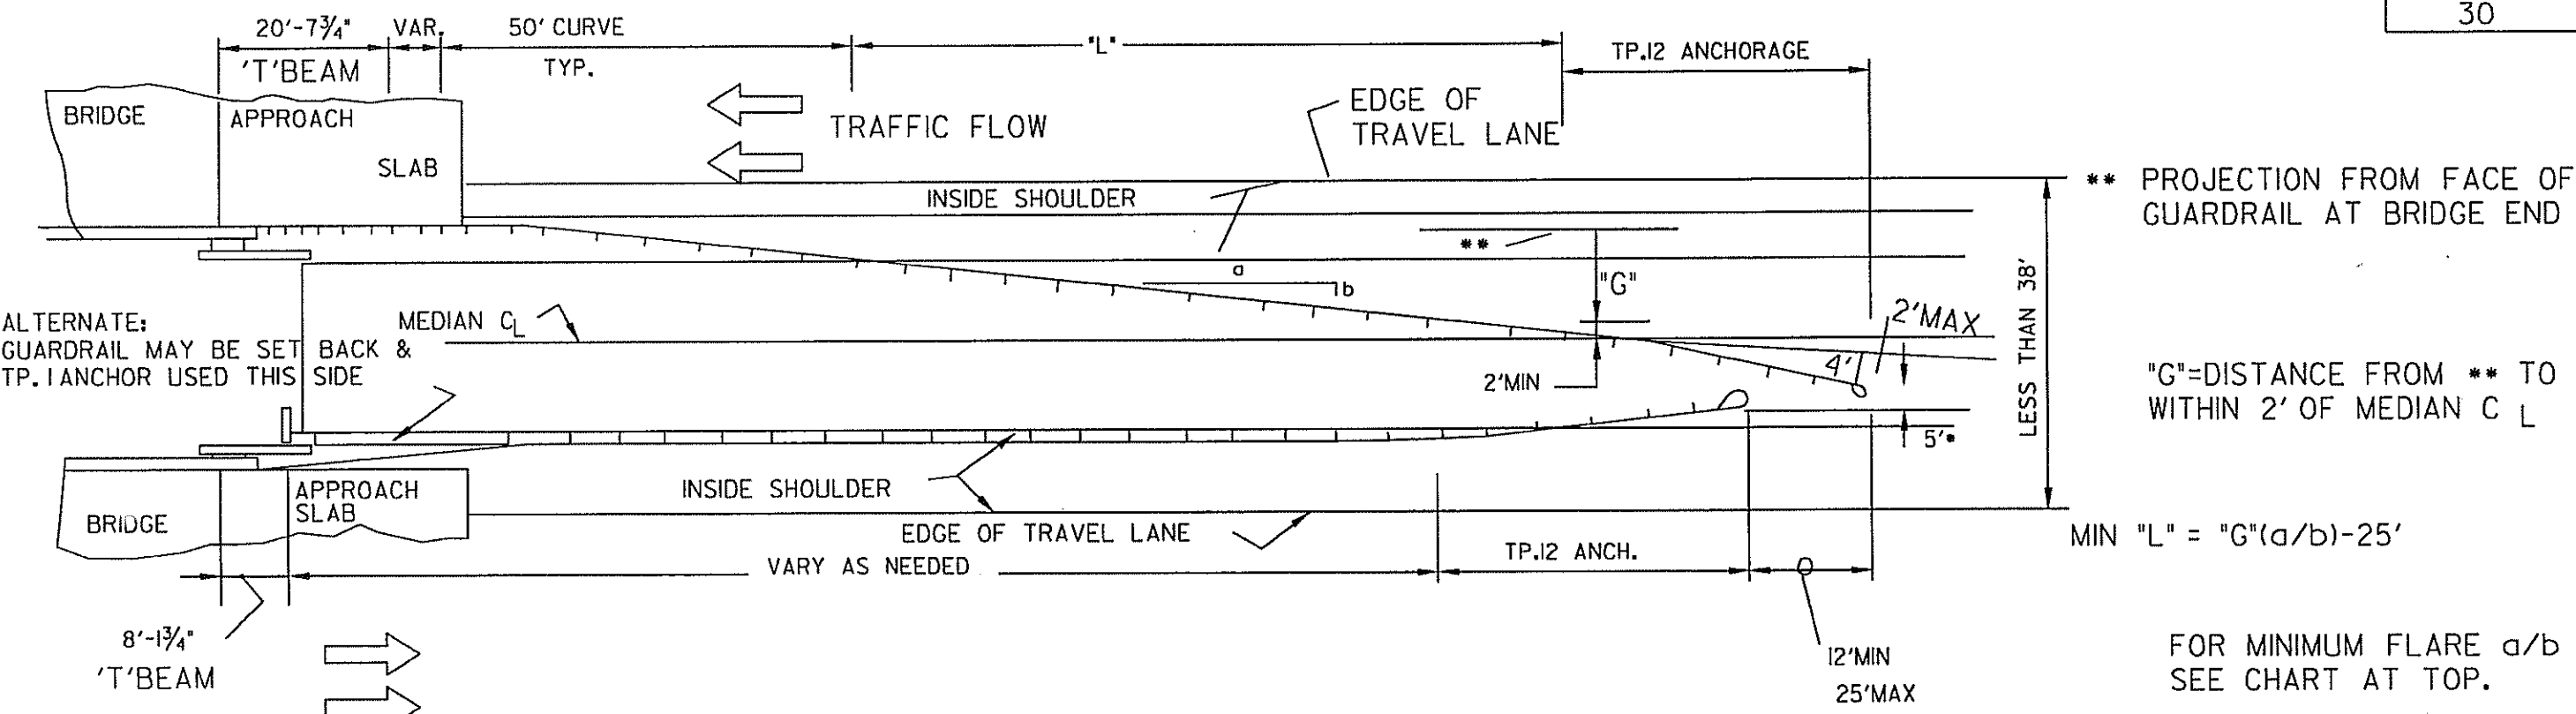 30
20'-7¾"
VAR.
50' CURVE
"L"
'T'BEAM
TYP.
TP.12 ANCHORAGE
BRIDGE
APPROACH
SLAB
TRAFFIC FLOW
EDGE OF
TRAVEL LANE
INSIDE SHOULDER
** PROJECTION FROM FACE OF
GUARDRAIL AT BRIDGE END
**
a
b
"G"
LESS THAN 38'
ALTERNATE:
GUARDRAIL MAY BE SET BACK &
TP.1 ANCHOR USED THIS SIDE
MEDIAN CL
2'MAX
4'
2'MIN
"G"=DISTANCE FROM ** TO
WITHIN 2' OF MEDIAN C L
5'*
INSIDE SHOULDER
APPROACH
SLAB
BRIDGE
EDGE OF TRAVEL LANE
VARY AS NEEDED
TP.12 ANCH.
MIN "L" = "G"(a/b)-25'
8'-1¾"
'T'BEAM
12'MIN
25'MAX
FOR MINIMUM FLARE a/b
SEE CHART AT TOP.